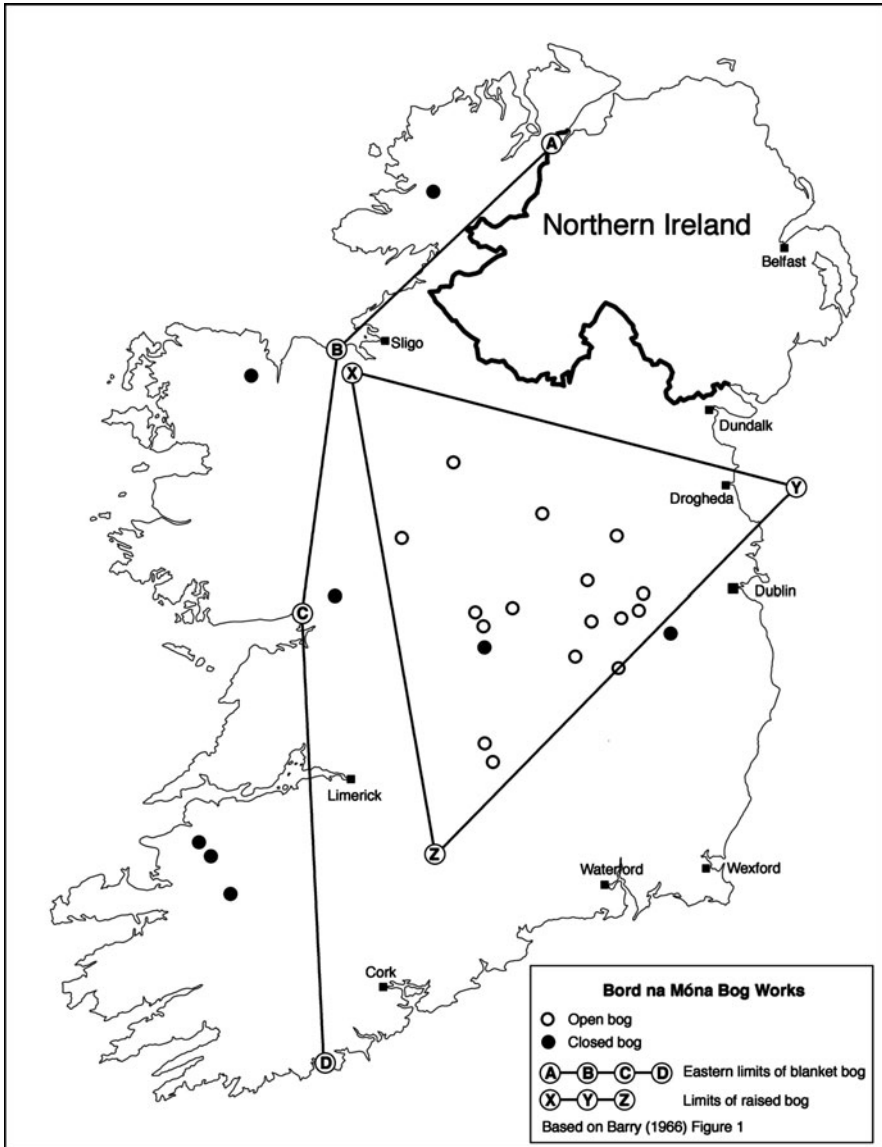 A
Northern Ireland
Belfast
B
Sligo
X
Dundalk
Drogheda
Y
Dublin
C
Limerick
Z
Waterford
Wexford
Cork
D
Bord na Móna Bog Works
Open bog
Closed bog
A B C D Eastern limits of blanket bog
X Y Z Limits of raised bog
Based on Barry (1966) Figure 1